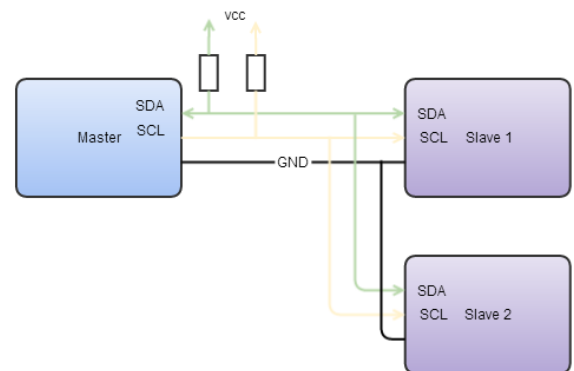 vcc
SDA
SCL
Master
GND
SDA
SCL Slave 1
SDA
SCL Slave 2